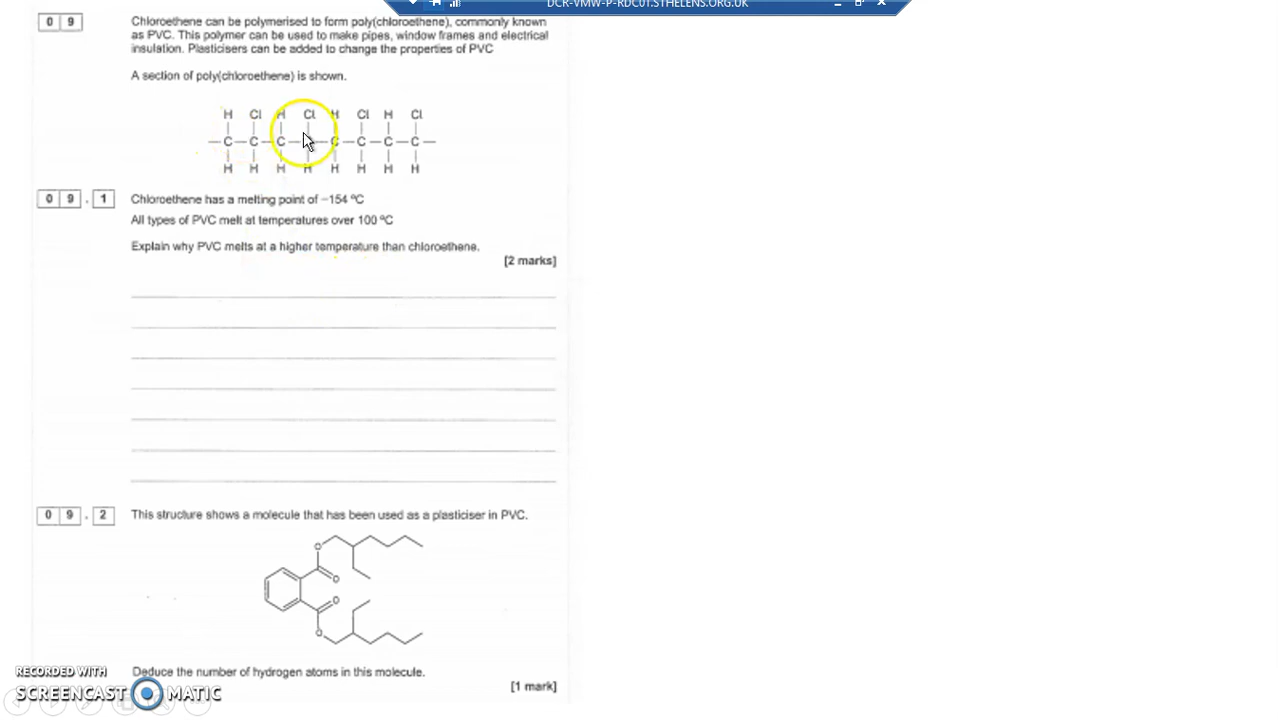 DCR-VMW-P-RDC01.STHELENS.ORG.UK
0 9 Chloroethene can be polymerised to form poly(chloroethene), commonly known
as PVC. This polymer can be used to make pipes, window frames and electrical
insulation. Plasticisers can be added to change the properties of PVC
A section of poly(chloroethene) is shown.
H Cl H Cl H Cl H Cl
C C C C C C C
H H H H H H H H
0 9 . 1 Chloroethene has a melting point of −154 ºC
All types of PVC melt at temperatures over 100 ºC
Explain why PVC melts at a higher temperature than chloroethene.
[2 marks]
0 9 . 2 This structure shows a molecule that has been used as a plasticiser in PVC.
O
O
O
O
Deduce the number of hydrogen atoms in this molecule.
[1 mark]
RECORDED WITH
SCREENCAST MATIC